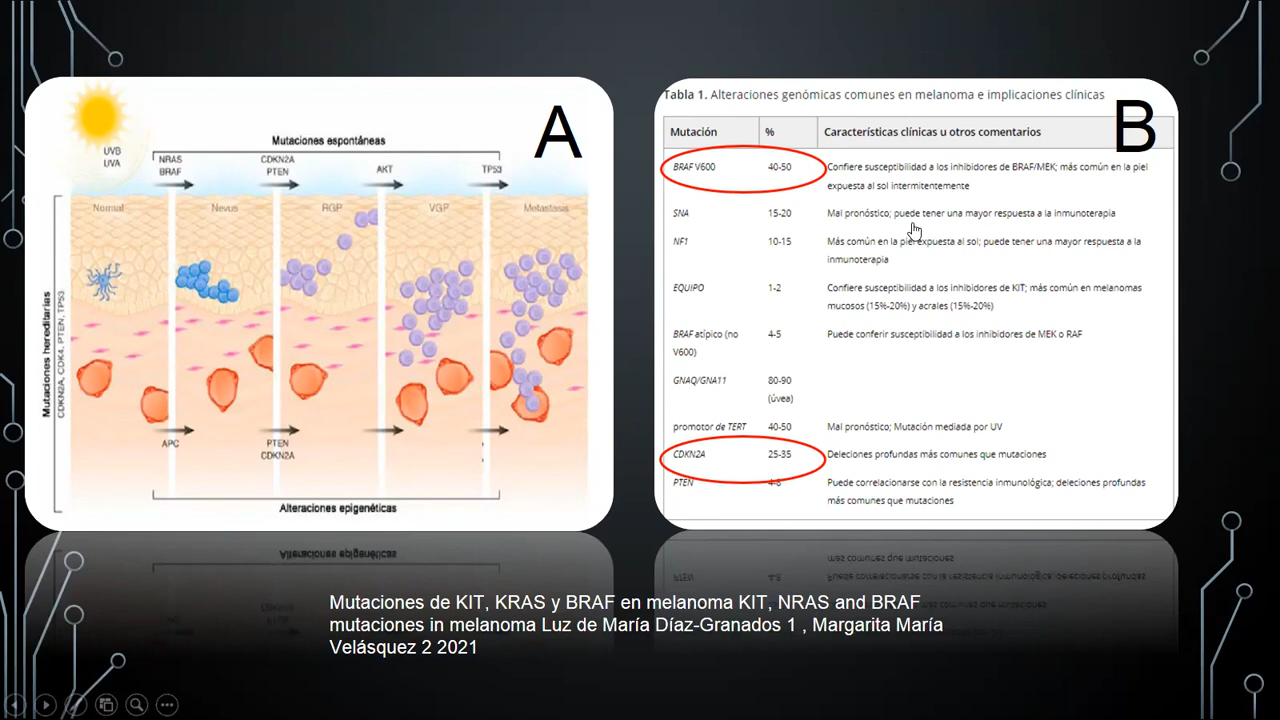 A
UVB
UVA
Mutaciones espontáneas
NRAS
BRAF
CDKN2A
PTEN
AKT
TP53
Normal
Nevus
RGP
VGP
Metastasis
Mutaciones hereditarias
CDKN2A, CDK4, PTEN, TP53
APC
PTEN
CDKN2A
Alteraciones epigenéticas
B
Tabla 1. Alteraciones genómicas comunes en melanoma e implicaciones clínicas
Mutación % Características clínicas u otros comentarios
BRAF V600 40-50 Confiere susceptibilidad a los inhibidores de BRAF/MEK; más común en la piel
expuesta al sol intermitentemente
SNA 15-20 Mal pronóstico; puede tener una mayor respuesta a la inmunoterapia
NF1 10-15 Más común en la piel expuesta al sol; puede tener una mayor respuesta a la
inmunoterapia
EQUIPO 1-2 Confiere susceptibilidad a los inhibidores de KIT; más común en melanomas
mucosos (15%-20%) y acrales (15%-20%)
BRAF atípico (no 4-5 Puede conferir susceptibilidad a los inhibidores de MEK o RAF
V600)
GNAQ/GNA11 80-90
(úvea)
promotor de TERT 40-50 Mal pronóstico; Mutación mediada por UV
CDKN2A 25-35 Deleciones profundas más comunes que mutaciones
PTEN 4-8 Puede correlacionarse con la resistencia inmunológica; deleciones profundas
más comunes que mutaciones
Mutaciones de KIT, KRAS y BRAF en melanoma KIT, NRAS and BRAF
mutations in melanoma Luz de María Díaz-Granados 1 , Margarita María
Velásquez 2 2021